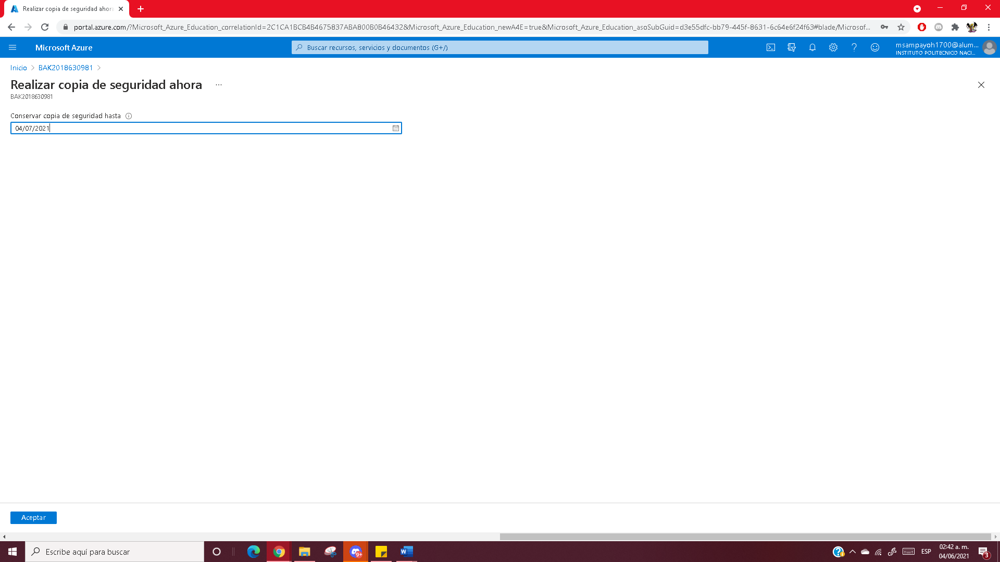 Realizar copia de seguridad ahora
portal.azure.com/?Microsoft_Azure_Education_correlationId=2C1CA1BCB4B4675837ABA800B0B46432&Microsoft_Azure_Education_newA4E=true&Microsoft_Azure_Education_asoSubGuid=d3e55dfc-bb79-445f-8631-6c64e6f24f63#blade/Microsof...
Microsoft Azure
Buscar recursos, servicios y documentos (G+/)
msampayoh1700@alum...
INSTITUTO POLITECNICO NACI...
Inicio > BAK2018630981 >
Realizar copia de seguridad ahora ...
BAK2018630981
Conservar copia de seguridad hasta
04/07/2021
Aceptar
Escribe aquí para buscar
9+
ESP
02:42 a. m.
04/06/2021
3